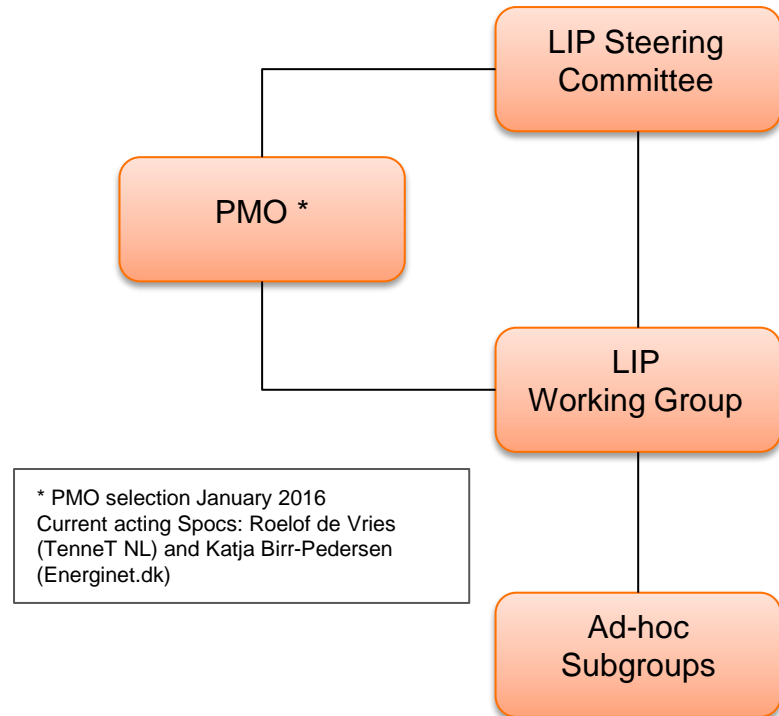 LIP Steering
Committee
PMO *
LIP
Working Group
* PMO selection January 2016
Current acting Spocs: Roelof de Vries
(TenneT NL) and Katja Birr-Pedersen
(Energinet.dk)
Ad-hoc
Subgroups